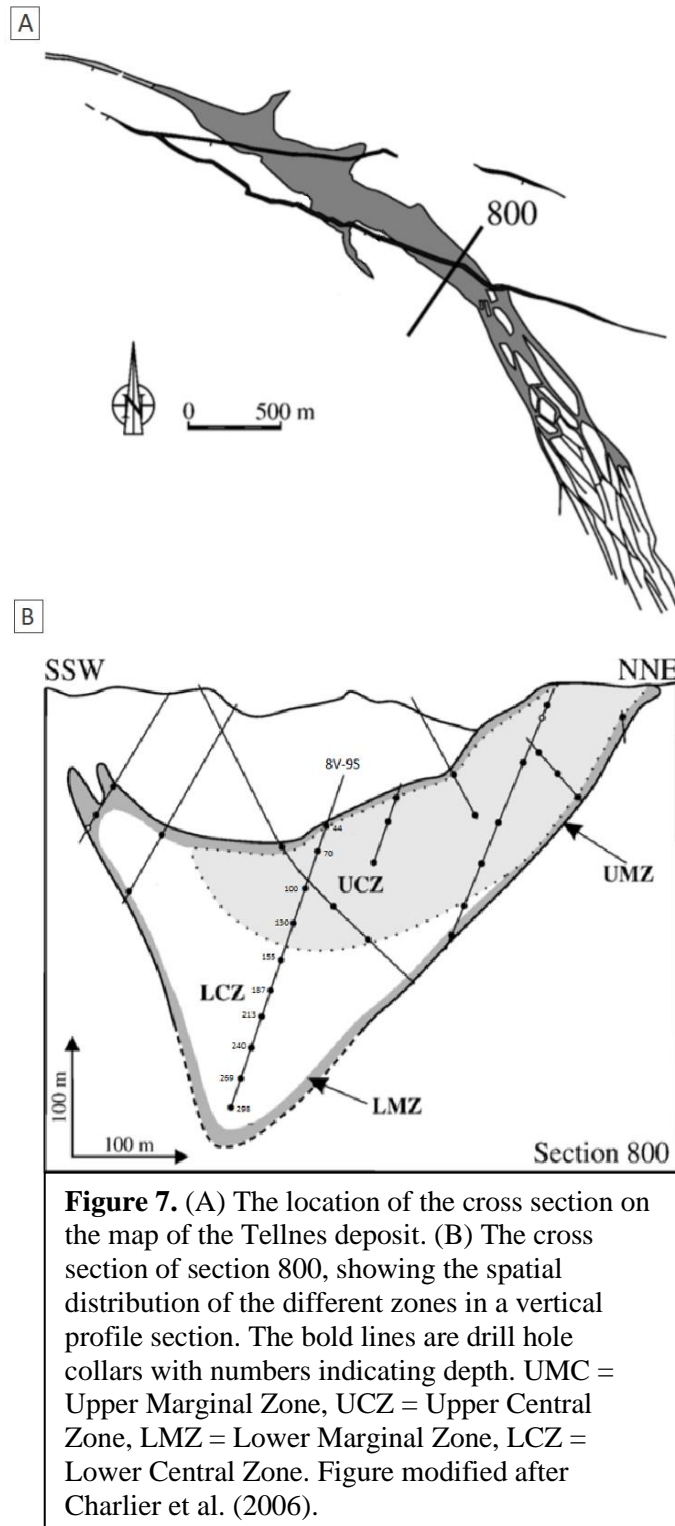 A
800
N
0 500 m
B
SSW NNE
8V-95
44
70
UCZ
UMZ
100
130
155
LCZ
187
213
240
269
298
LMZ
100 m
100 m
Section 800
Figure 7. (A) The location of the cross section on
the map of the Tellnes deposit. (B) The cross
section of section 800, showing the spatial
distribution of the different zones in a vertical
profile section. The bold lines are drill hole
collars with numbers indicating depth. UMC =
Upper Marginal Zone, UCZ = Upper Central
Zone, LMZ = Lower Marginal Zone, LCZ =
Lower Central Zone. Figure modified after
Charlier et al. (2006).